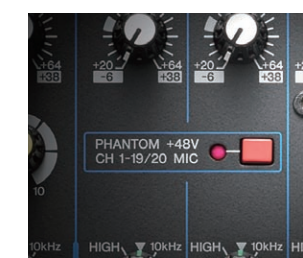 +64 +20 +64 +20 +64
+38 -6 +38 -6 +38
PHANTOM +48V
CH 1-19/20 MIC
10
10kHz HIGH 10kHz HIGH 10kHz HIGH